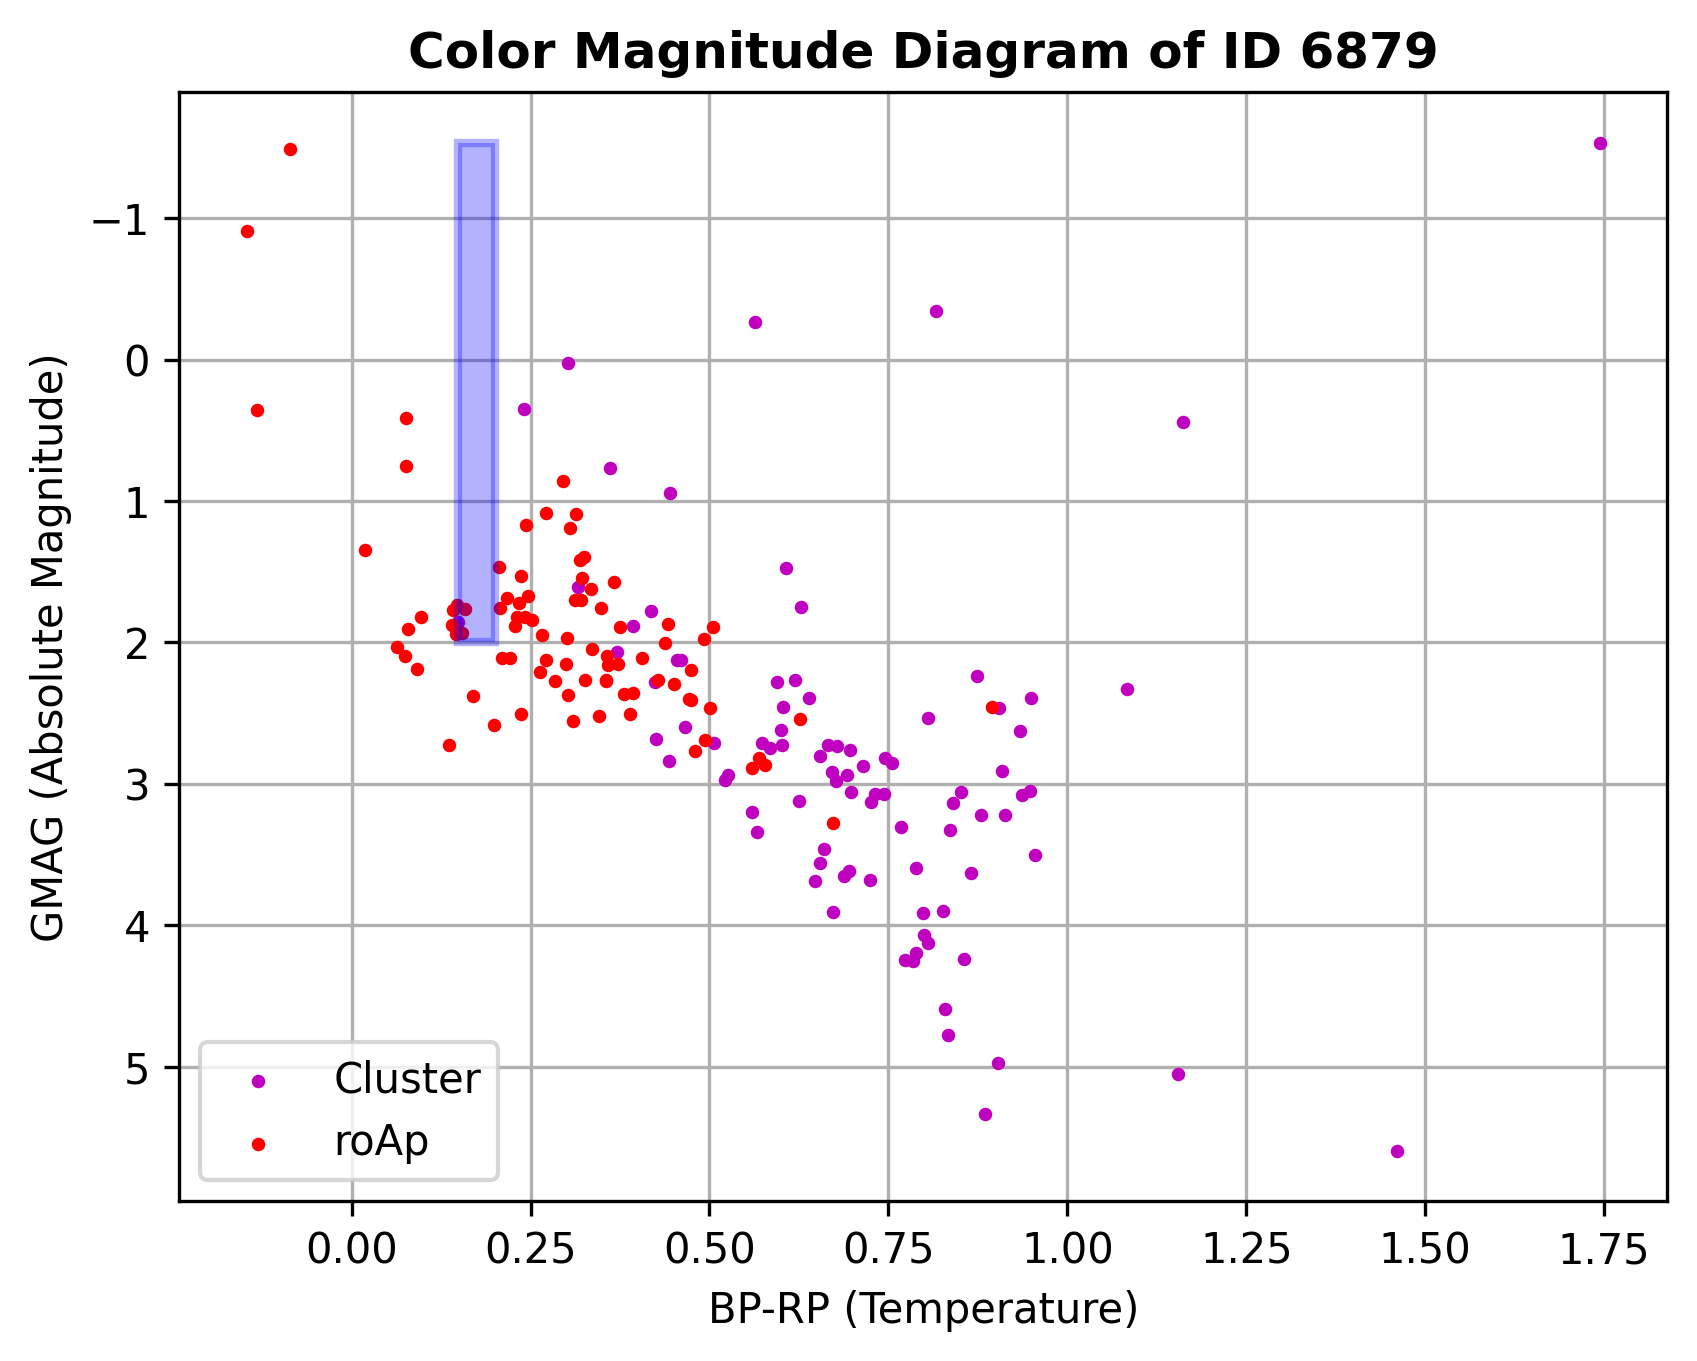 Color Magnitude Diagram of ID 6879
GMAG (Absolute Magnitude)
−1
0
1
2
3
4
5
Cluster
roAp
0.00 0.25 0.50 0.75 1.00 1.25 1.50 1.75
BP-RP (Temperature)